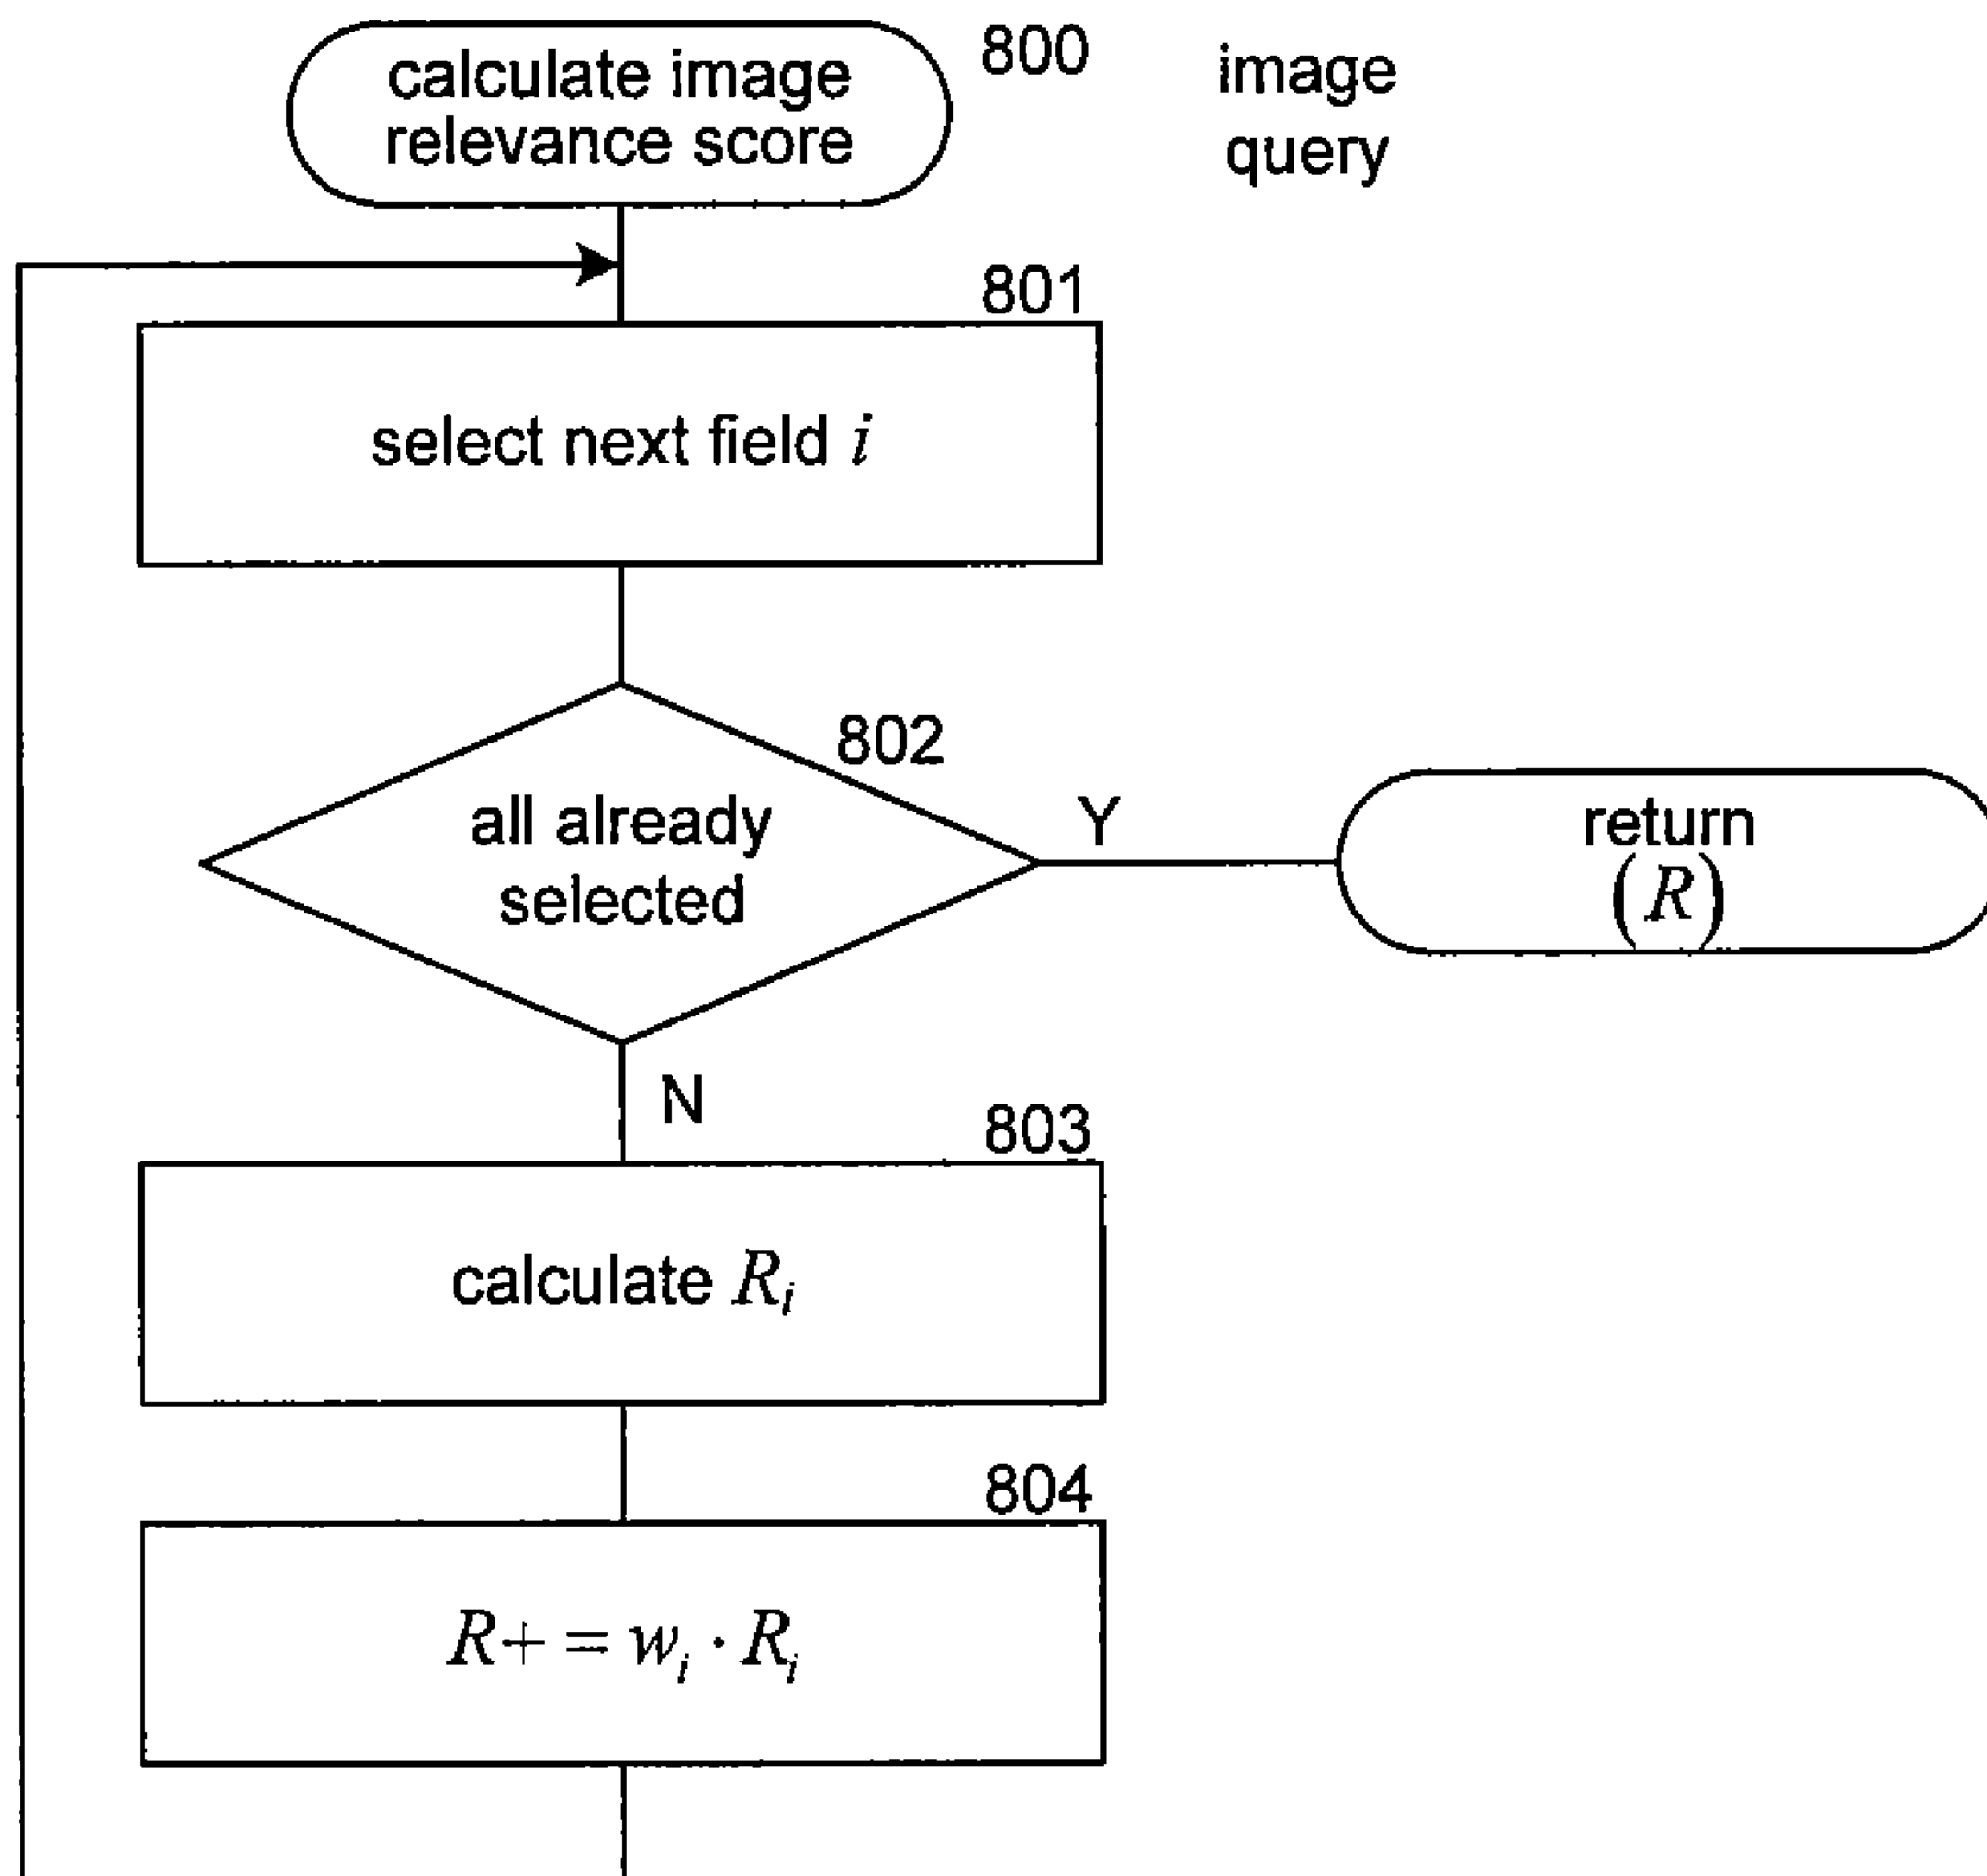 calculate image
relevance score
800
image
query
801
select next field i
802
all already
selected
Y
return
(R)
N
803
calculate R_i
804
R+ = w_i · R_i